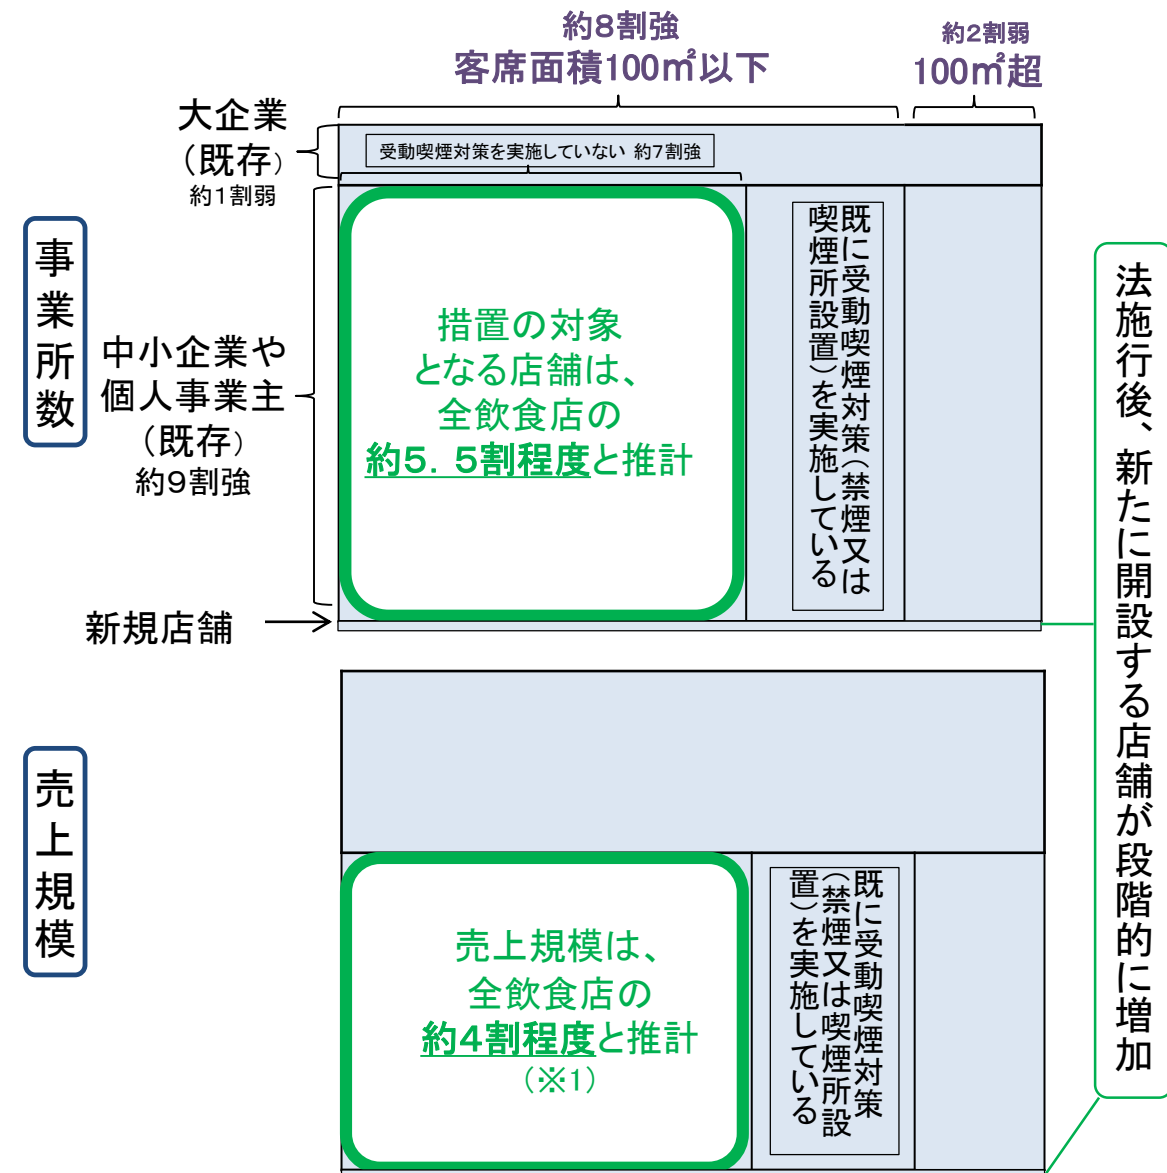 約8割強
客席面積100㎡以下
約2割弱
100㎡超
大企業
（既存）
約1割弱
受動喫煙対策を実施していない 約7割強
事業所数
中小企業や
個人事業主
（既存）
約9割強
措置の対象
となる店舗は、
全飲食店の
約5．5割程度と推計
既に受動喫煙対策（禁煙又は
喫煙所設置）を実施している
新規店舗
法施行後、新たに開設する店舗が段階的に増加
売上規模
売上規模は、
全飲食店の
約4割程度と推計
（※1）
既に受動喫煙対策
（禁煙又は喫煙所設
置）を実施している